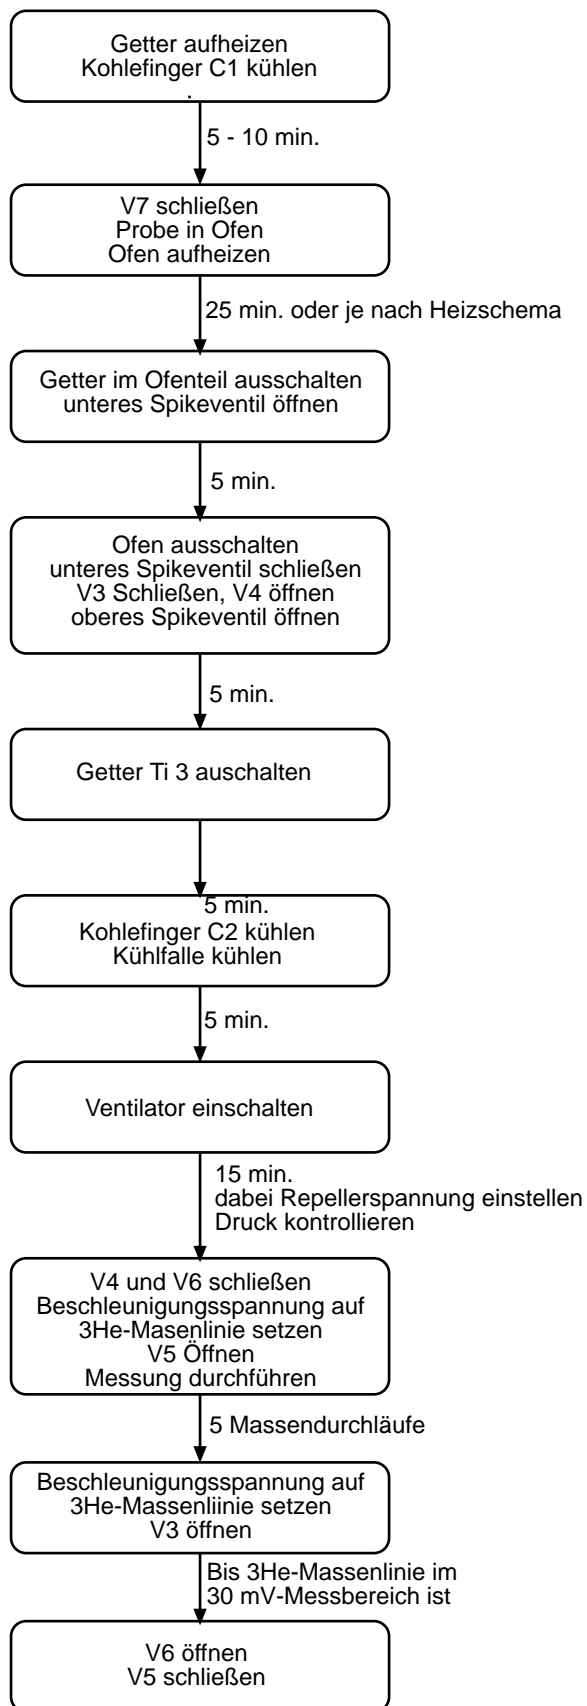 Getter aufheizen
Kohlefinger C1 kühlen
.
5 - 10 min.
V7 schließen
Probe in Ofen
Ofen aufheizen
25 min. oder je nach Heizschema
Getter im Ofenteil ausschalten
unteres Spikeventil öffnen
5 min.
Ofen ausschalten
unteres Spikeventil schließen
V3 Schließen, V4 öffnen
oberes Spikeventil öffnen
5 min.
Getter Ti 3 auschalten
5 min.
Kohlefinger C2 kühlen
Kühlfalle kühlen
5 min.
Ventilator einschalten
15 min.
dabei Repellerspannung einstellen
Druck kontrollieren
V4 und V6 schließen
Beschleunigungsspannung auf
3He-Masenlinie setzen
V5 Öffnen
Messung durchführen
5 Massendurchläufe
Beschleunigungsspannung auf
3He-Massenliinie setzen
V3 öffnen
Bis 3He-Massenlinie im
30 mV-Messbereich ist
V6 öffnen
V5 schließen